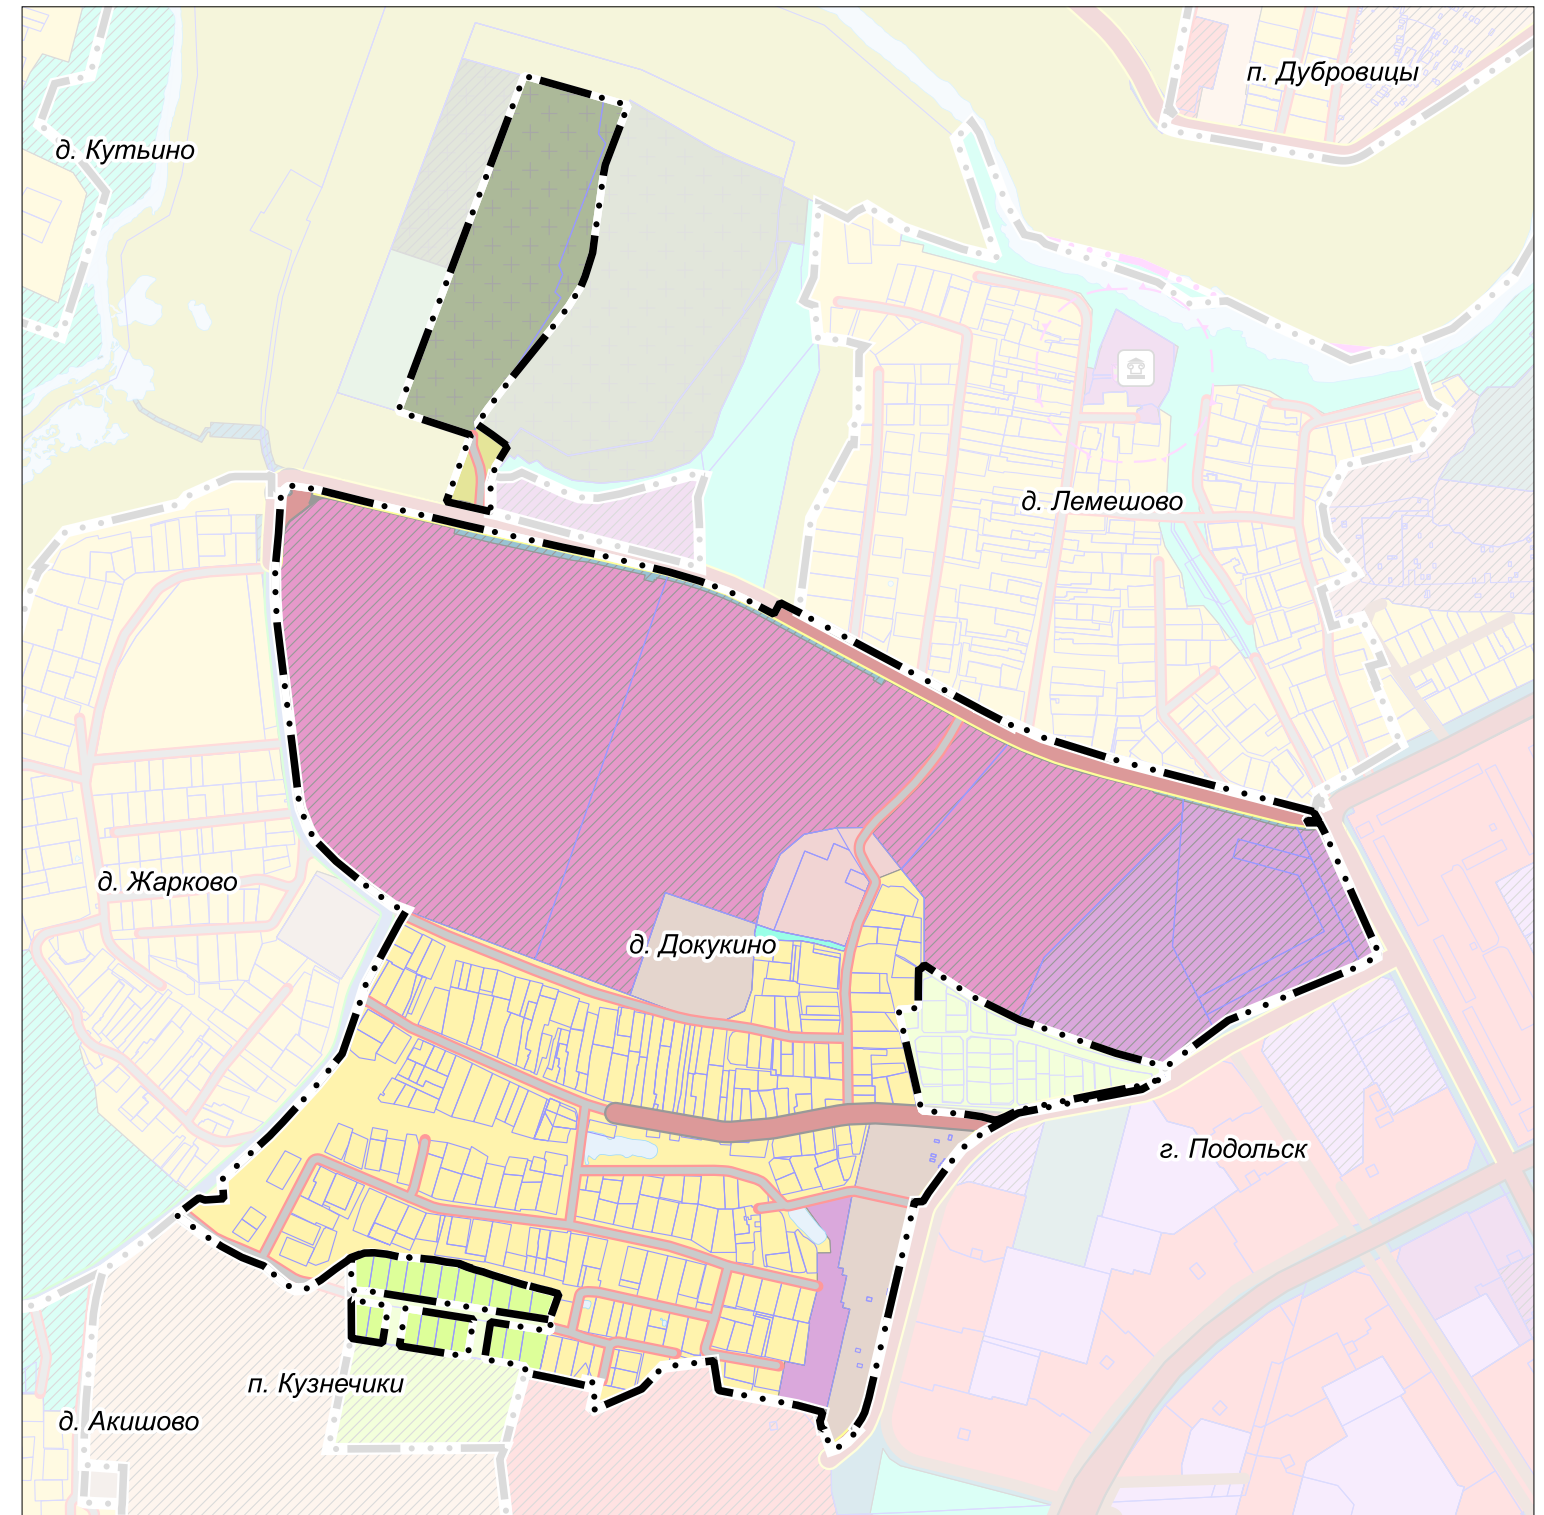 п. Дубровицы
д. Кутьино
д. Лемешово
д. Жарково
д. Докукино
г. Подольск
п. Кузнечики
д. Акишово